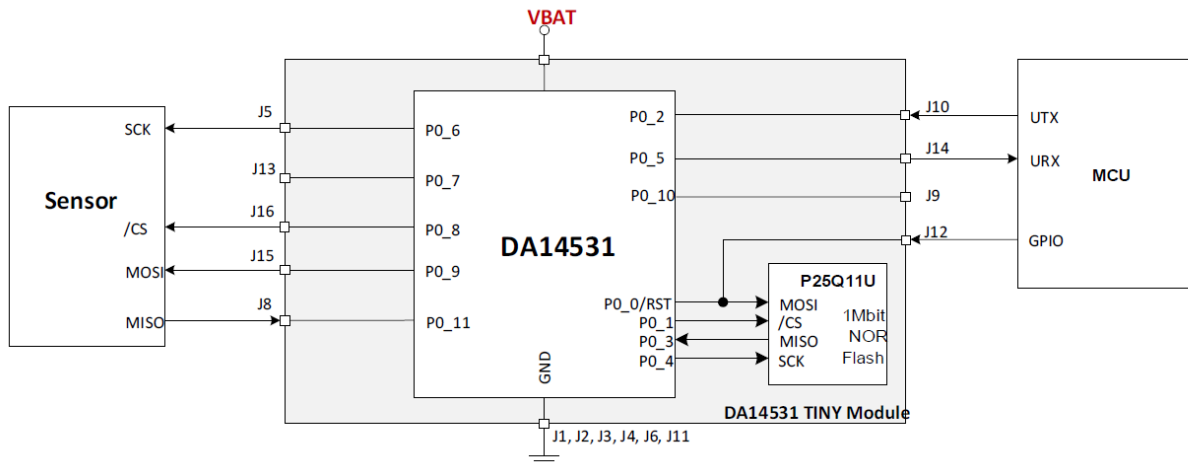 VBAT
J5
J10
SCK
P0_6
P0_2
UTX
J13
J14
P0_7
P0_5
URX
MCU
Sensor
J16
P0_10
J9
/CS
P0_8
DA14531
J12
GPIO
J15
MOSI
P0_9
P25Q11U
J8
MISO
P0_11
P0_0/RST
MOSI
1Mbit
P0_1
/CS
NOR
P0_3
MISO
Flash
P0_4
SCK
GND
DA14531 TINY Module
J1, J2, J3, J4, J6, J11